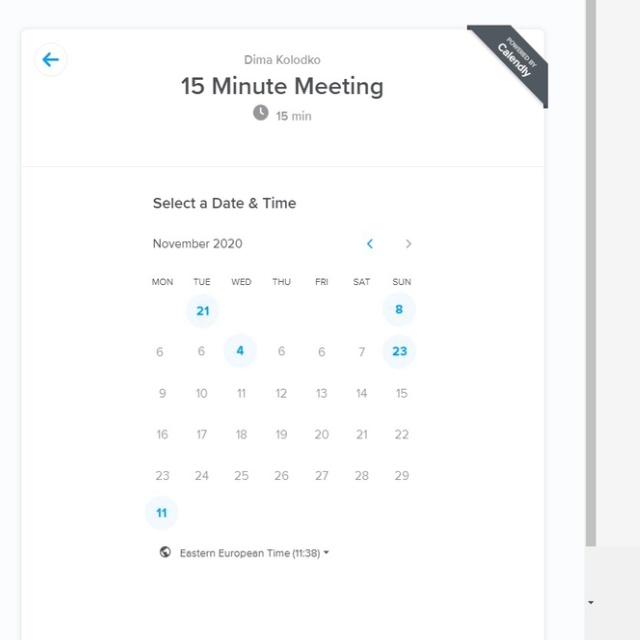 POWERED BY
Calendly
Dima Kolodko
15 Minute Meeting
15 min
Select a Date & Time
November 2020
MON TUE WED THU FRI SAT SUN
21 8
6 6 4 6 6 7 23
9 10 11 12 13 14 15
16 17 18 19 20 21 22
23 24 25 26 27 28 29
11
Eastern European Time (11:38)